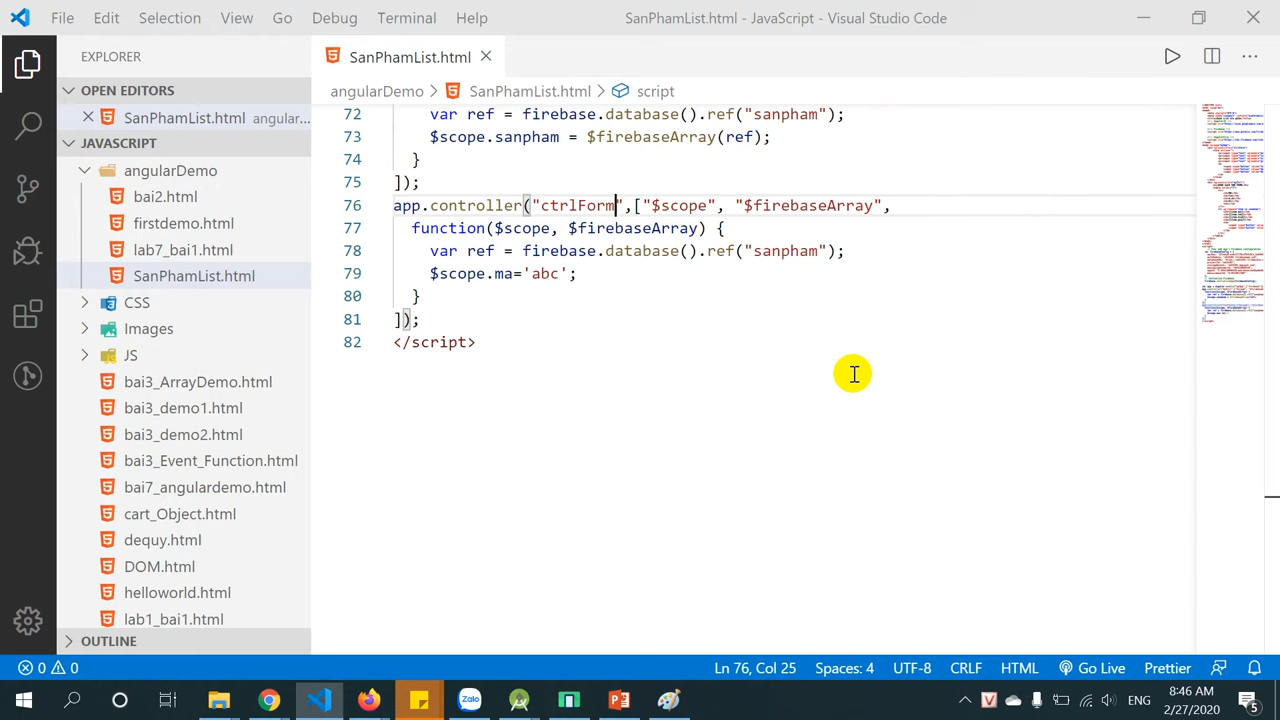 File Edit Selection View Go Debug Terminal Help
SanPhamList.html - JavaScript - Visual Studio Code
EXPLORER
OPEN EDITORS
SanPhamList.html angular...
JAVASCRIPT
angularDemo
bai2.html
firstdemo.html
lab7_bai1.html
SanPhamList.html
CSS
Images
JS
bai3_ArrayDemo.html
bai3_demo1.html
bai3_demo2.html
bai3_Event_Function.html
bai7_angulardemo.html
cart_Object.html
dequy.html
DOM.html
helloworld.html
lab1_bai1.html
OUTLINE
SanPhamList.html
angularDemo > SanPhamList.html > script
72 var ref = firebase.database().ref("sanpham");
73 $scope.sanpham = $firebaseArray(ref);
74 }
75 ]);
76 app.controller("ctrlForm",["$scope", "$firebaseArray",
77 function($scope, $firebaseArray) {
78 var ref = firebase.database().ref("sanpham");
79 $scope.ma='abc';
80 }
81 ]);
82 </script>
0 0
Ln 76, Col 25 Spaces: 4 UTF-8 CRLF HTML Go Live Prettier
Zalo
ENG
8:46 AM
2/27/2020
5